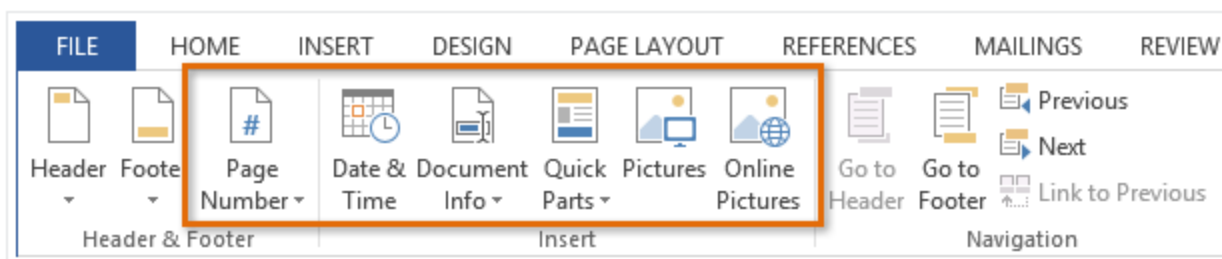 FILE HOME INSERT DESIGN PAGE LAYOUT REFERENCES MAILINGS REVIEW
Header Foote Page Number Date & Time Document Info Quick Parts Pictures Online Pictures Go to Header Go to Footer
#
Previous
Next
Link to Previous
Header & Footer Insert Navigation